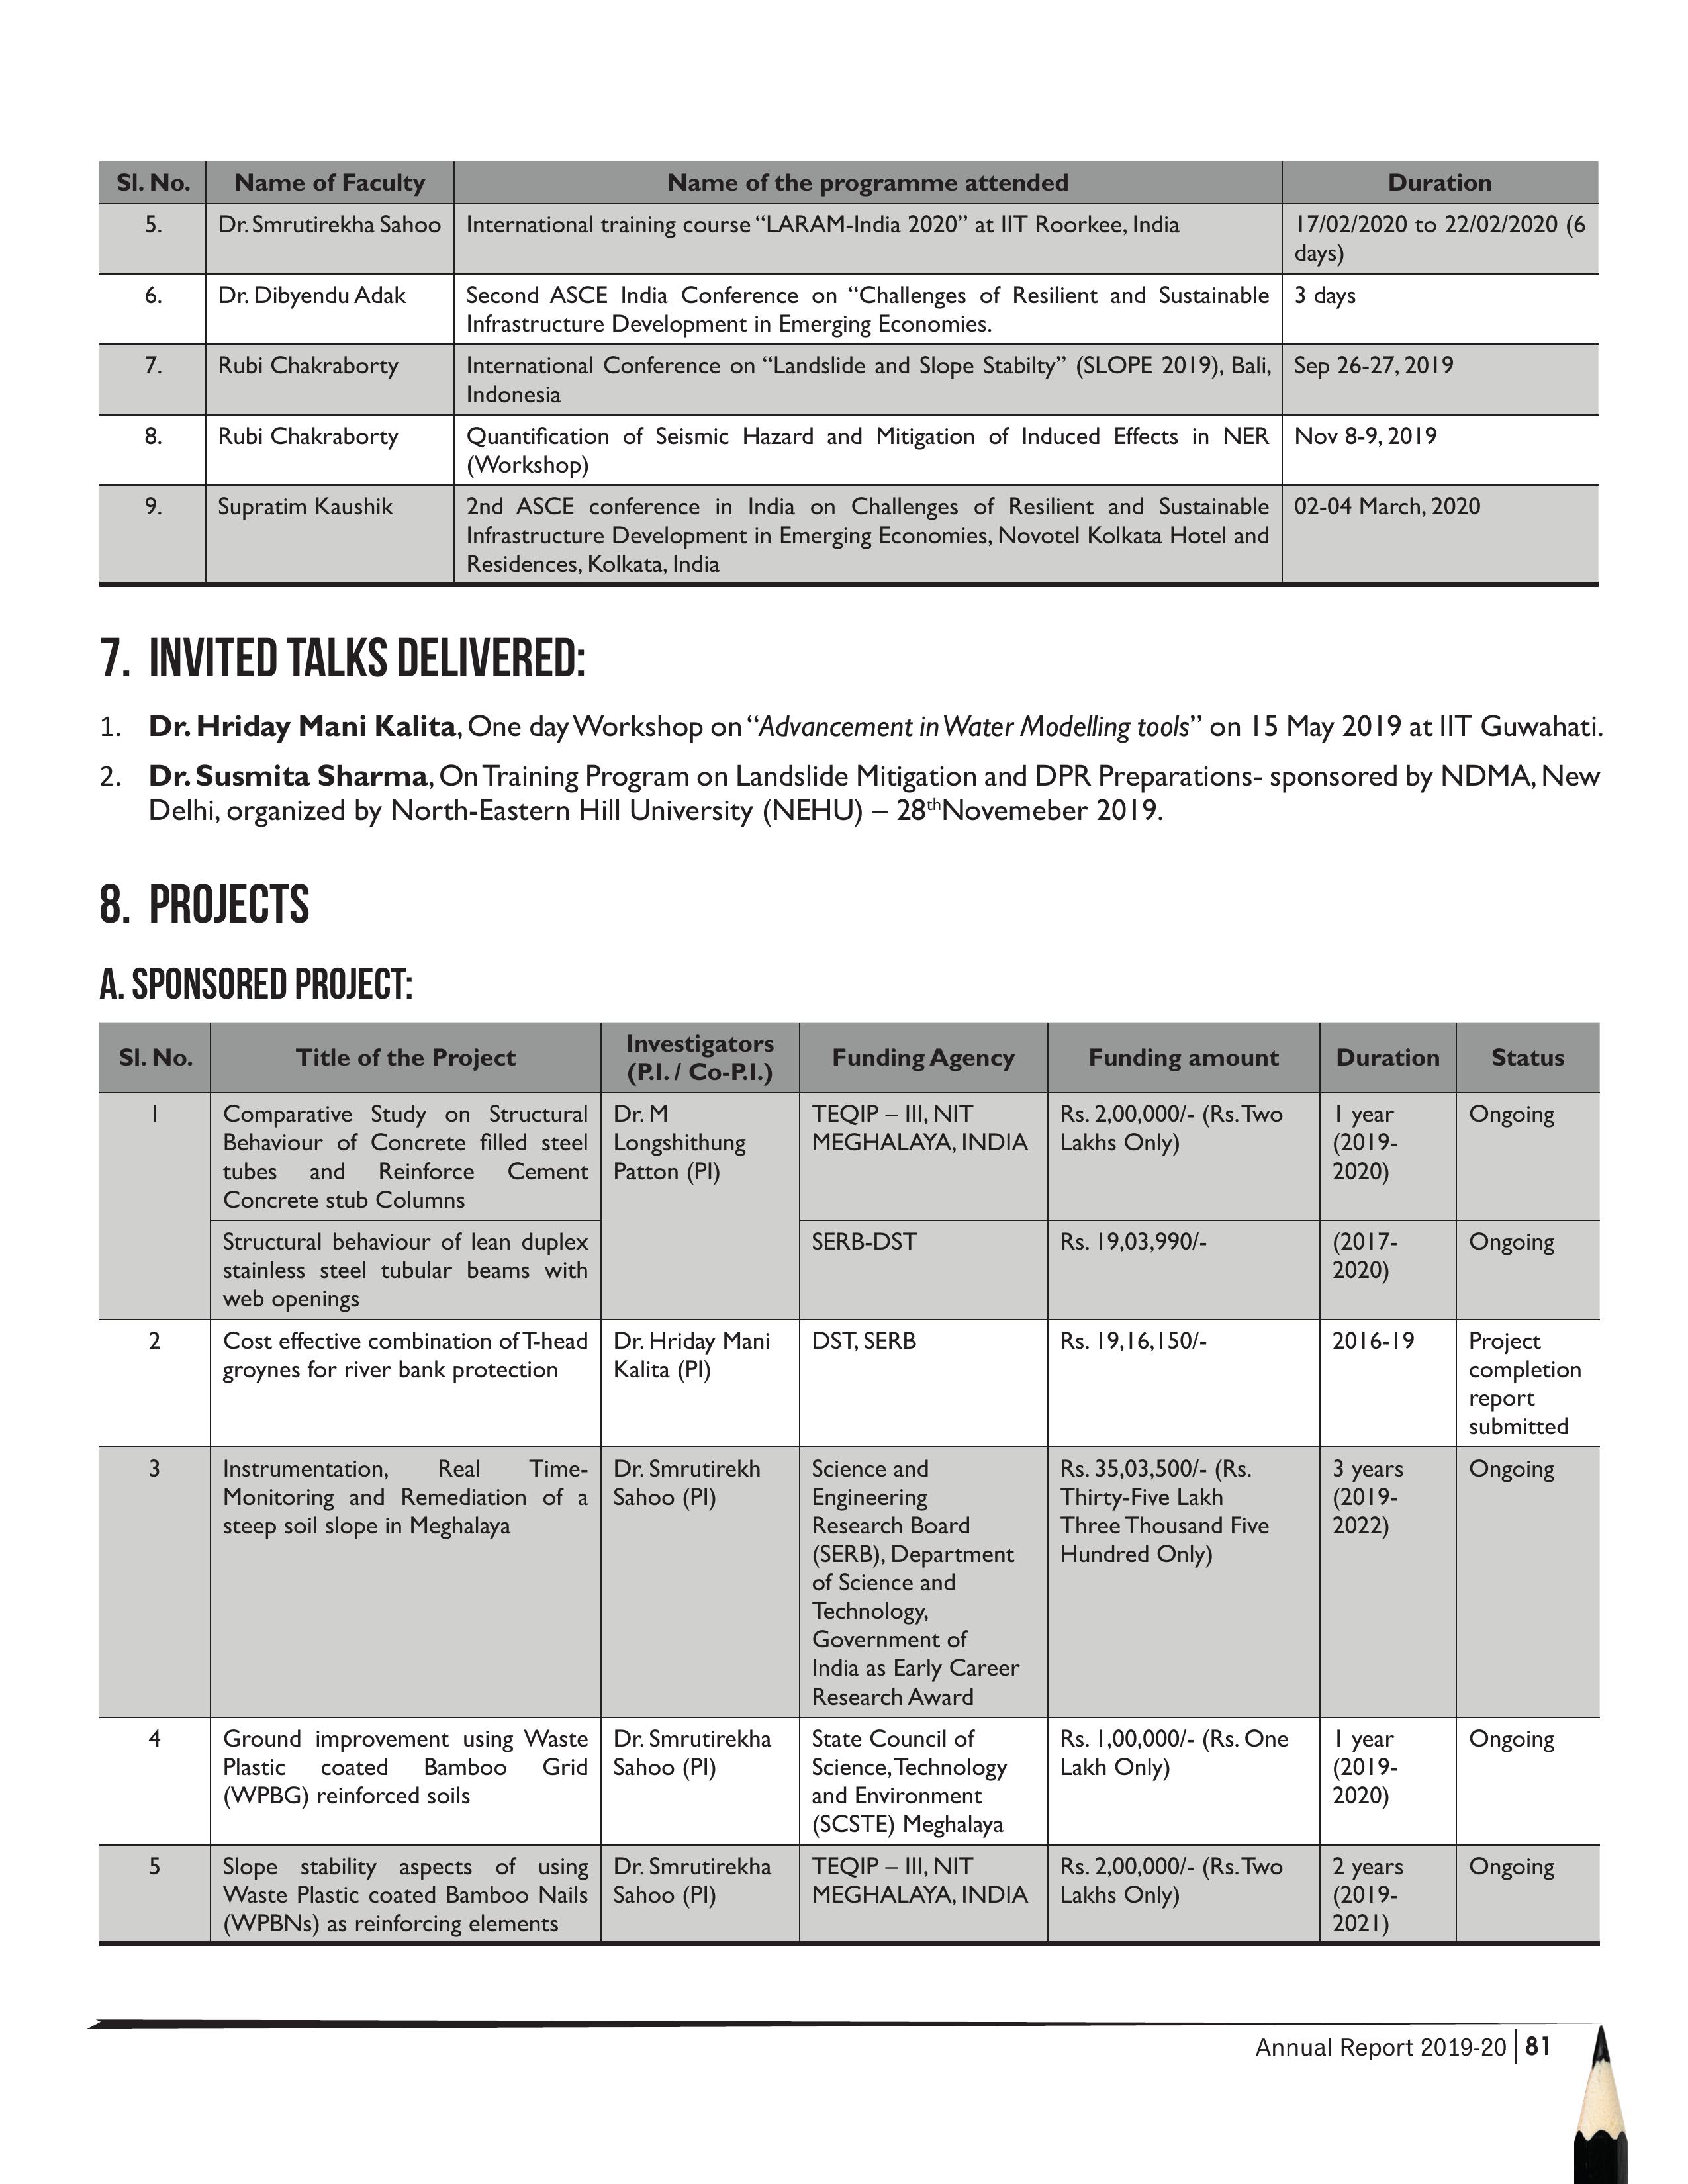 Sl. No. Name of Faculty Name of the programme attended Duration
5. Dr. Smrutirekha Sahoo International training course “LARAM-India 2020” at IIT Roorkee, India 17/02/2020 to 22/02/2020 (6
days)
6. Dr. Dibyendu Adak Second ASCE India Conference on “Challenges of Resilient and Sustainable 3 days
Infrastructure Development in Emerging Economies.
7. Rubi Chakraborty International Conference on “Landslide and Slope Stabilty” (SLOPE 2019), Bali, Sep 26-27, 2019
Indonesia
8. Rubi Chakraborty Quantification of Seismic Hazard and Mitigation of Induced Effects in NER Nov 8-9, 2019
(Workshop)
9. Supratim Kaushik 2nd ASCE conference in India on Challenges of Resilient and Sustainable 02-04 March, 2020
Infrastructure Development in Emerging Economies, Novotel Kolkata Hotel and
Residences, Kolkata, India
7. INVITED TALKS DELIVERED:
1. Dr. Hriday Mani Kalita, One day Workshop on “Advancement in Water Modelling tools” on 15 May 2019 at IIT Guwahati.
2. Dr. Susmita Sharma, On Training Program on Landslide Mitigation and DPR Preparations- sponsored by NDMA, New
Delhi, organized by North-Eastern Hill University (NEHU) – 28thNovemeber 2019.
8. PROJECTS
A. SPONSORED PROJECT:
Sl. No. Title of the Project Investigators (P.I. / Co-P.I.) Funding Agency Funding amount Duration Status
1 Comparative Study on Structural Dr. M TEQIP – III, NIT Rs. 2,00,000/- (Rs. Two 1 year Ongoing
Behaviour of Concrete filled steel Longshithung MEGHALAYA, INDIA Lakhs Only) (2019-
tubes and Reinforce Cement Patton (PI) 2020)
Concrete stub Columns
Structural behaviour of lean duplex SERB-DST Rs. 19,03,990/- (2017- Ongoing
stainless steel tubular beams with 2020)
web openings
2 Cost effective combination of T-head Dr. Hriday Mani DST, SERB Rs. 19,16,150/- 2016-19 Project
groynes for river bank protection Kalita (PI) completion
report
submitted
3 Instrumentation, Real Time- Dr. Smrutirekh Science and Rs. 35,03,500/- (Rs. 3 years Ongoing
Monitoring and Remediation of a Sahoo (PI) Engineering Thirty-Five Lakh (2019-
steep soil slope in Meghalaya Research Board Three Thousand Five 2022)
(SERB), Department Hundred Only)
of Science and
Technology,
Government of
India as Early Career
Research Award
4 Ground improvement using Waste Dr. Smrutirekha State Council of Rs. 1,00,000/- (Rs. One 1 year Ongoing
Plastic coated Bamboo Grid Sahoo (PI) Science, Technology Lakh Only) (2019-
(WPBG) reinforced soils and Environment 2020)
(SCSTE) Meghalaya
5 Slope stability aspects of using Dr. Smrutirekha TEQIP – III, NIT Rs. 2,00,000/- (Rs. Two 2 years Ongoing
Waste Plastic coated Bamboo Nails Sahoo (PI) MEGHALAYA, INDIA Lakhs Only) (2019-
(WPBNs) as reinforcing elements 2021)
Annual Report 2019-20 | 81